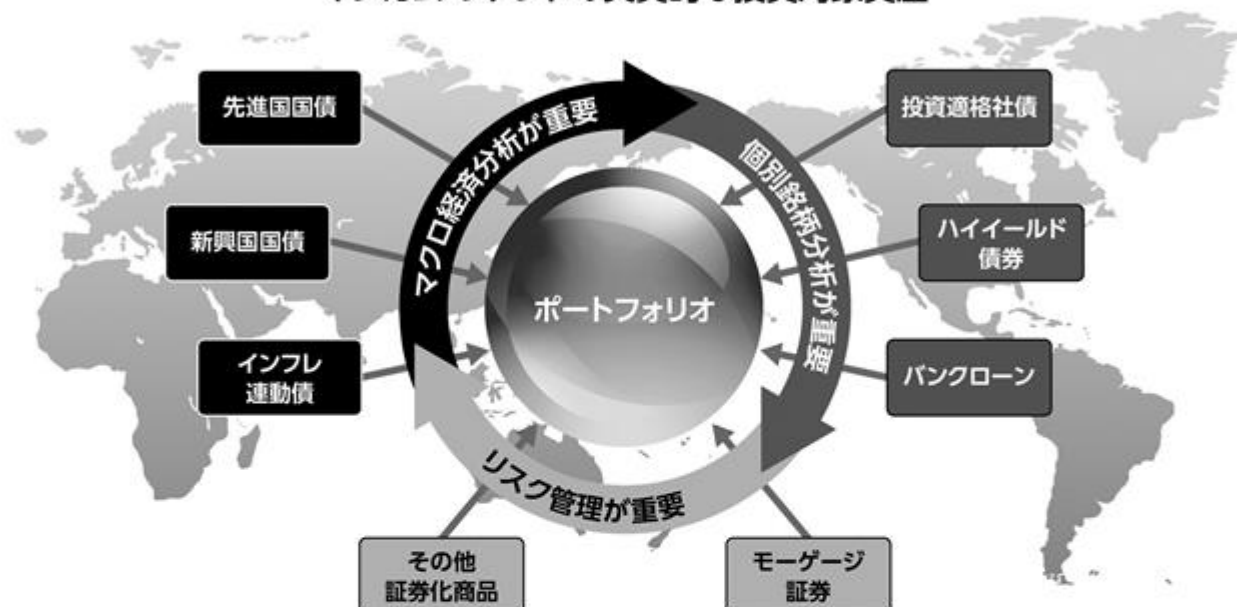 先進国国債
投資適格社債
マクロ経済分析が重要
個別銘柄分析が重要
新興国国債
ハイイールド
債券
ポートフォリオ
インフレ
連動債
バンクローン
リスク管理が重要
その他
証券化商品
モーゲージ
証券